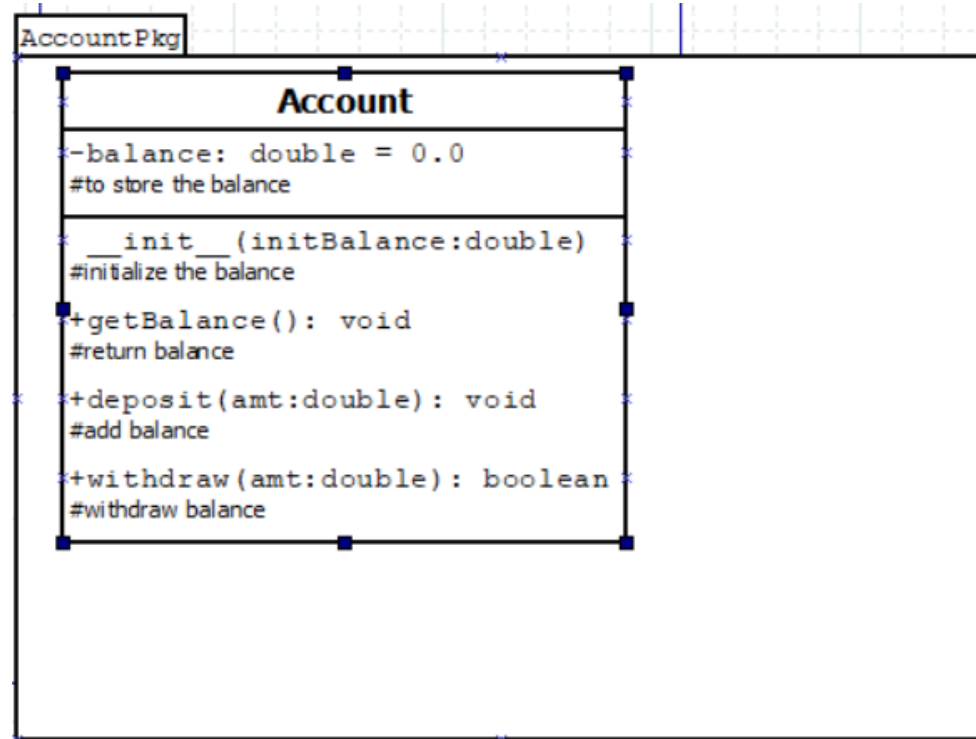 AccountPkg
Account
-balance: double = 0.0
#to store the balance
__init__(initBalance:double)
#initialize the balance
+getBalance(): void
#return balance
+deposit(amt:double): void
#add balance
+withdraw(amt:double): boolean
#withdraw balance